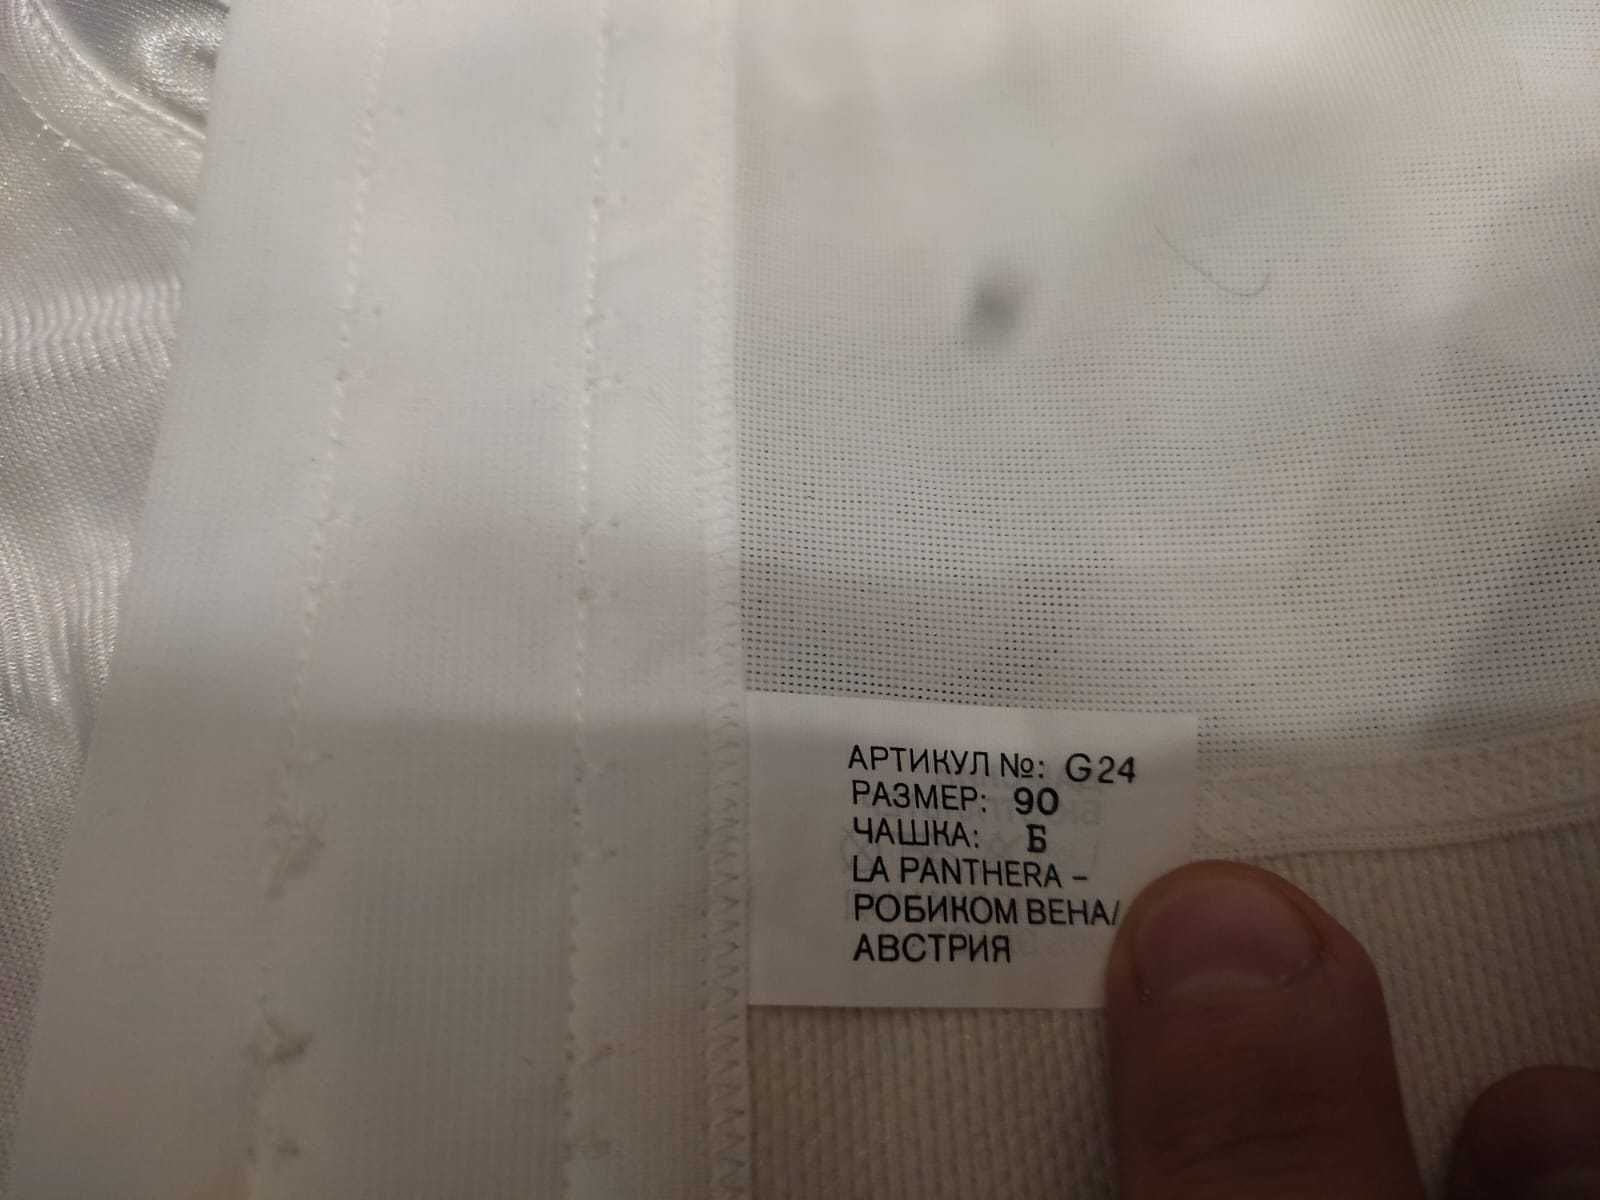 АРТИКУЛ №: G24
РАЗМЕР: 90
ЧАШКА: Б
LA PANTHERA –
РОБИКОМ ВЕНА/
АВСТРИЯ